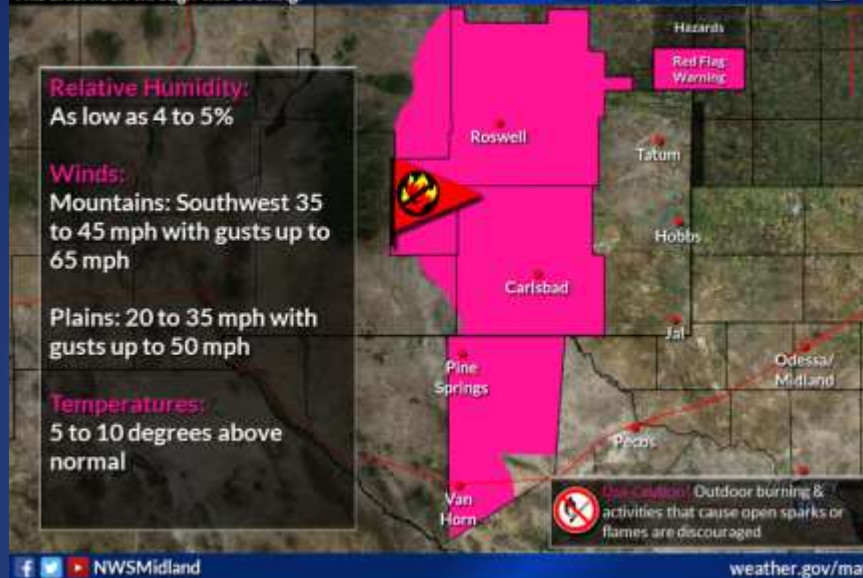 Relative Humidity:
As low as 4 to 5%
Winds:
Mountains: Southwest 35
to 45 mph with gusts up to
65 mph
Plains: 20 to 35 mph with
gusts up to 50 mph
Temperatures:
5 to 10 degrees above
normal
Hazards
Red Flag
Warning
Roswell
Tatum
Hobbs
Carlsbad
Jal
Pine
Springs
Odessa/
Midland
Pecos
Van
Horn
Use caution! Outdoor burning &
activities that cause open sparks or
flames are discouraged
NWSMidland
weather.gov/ma